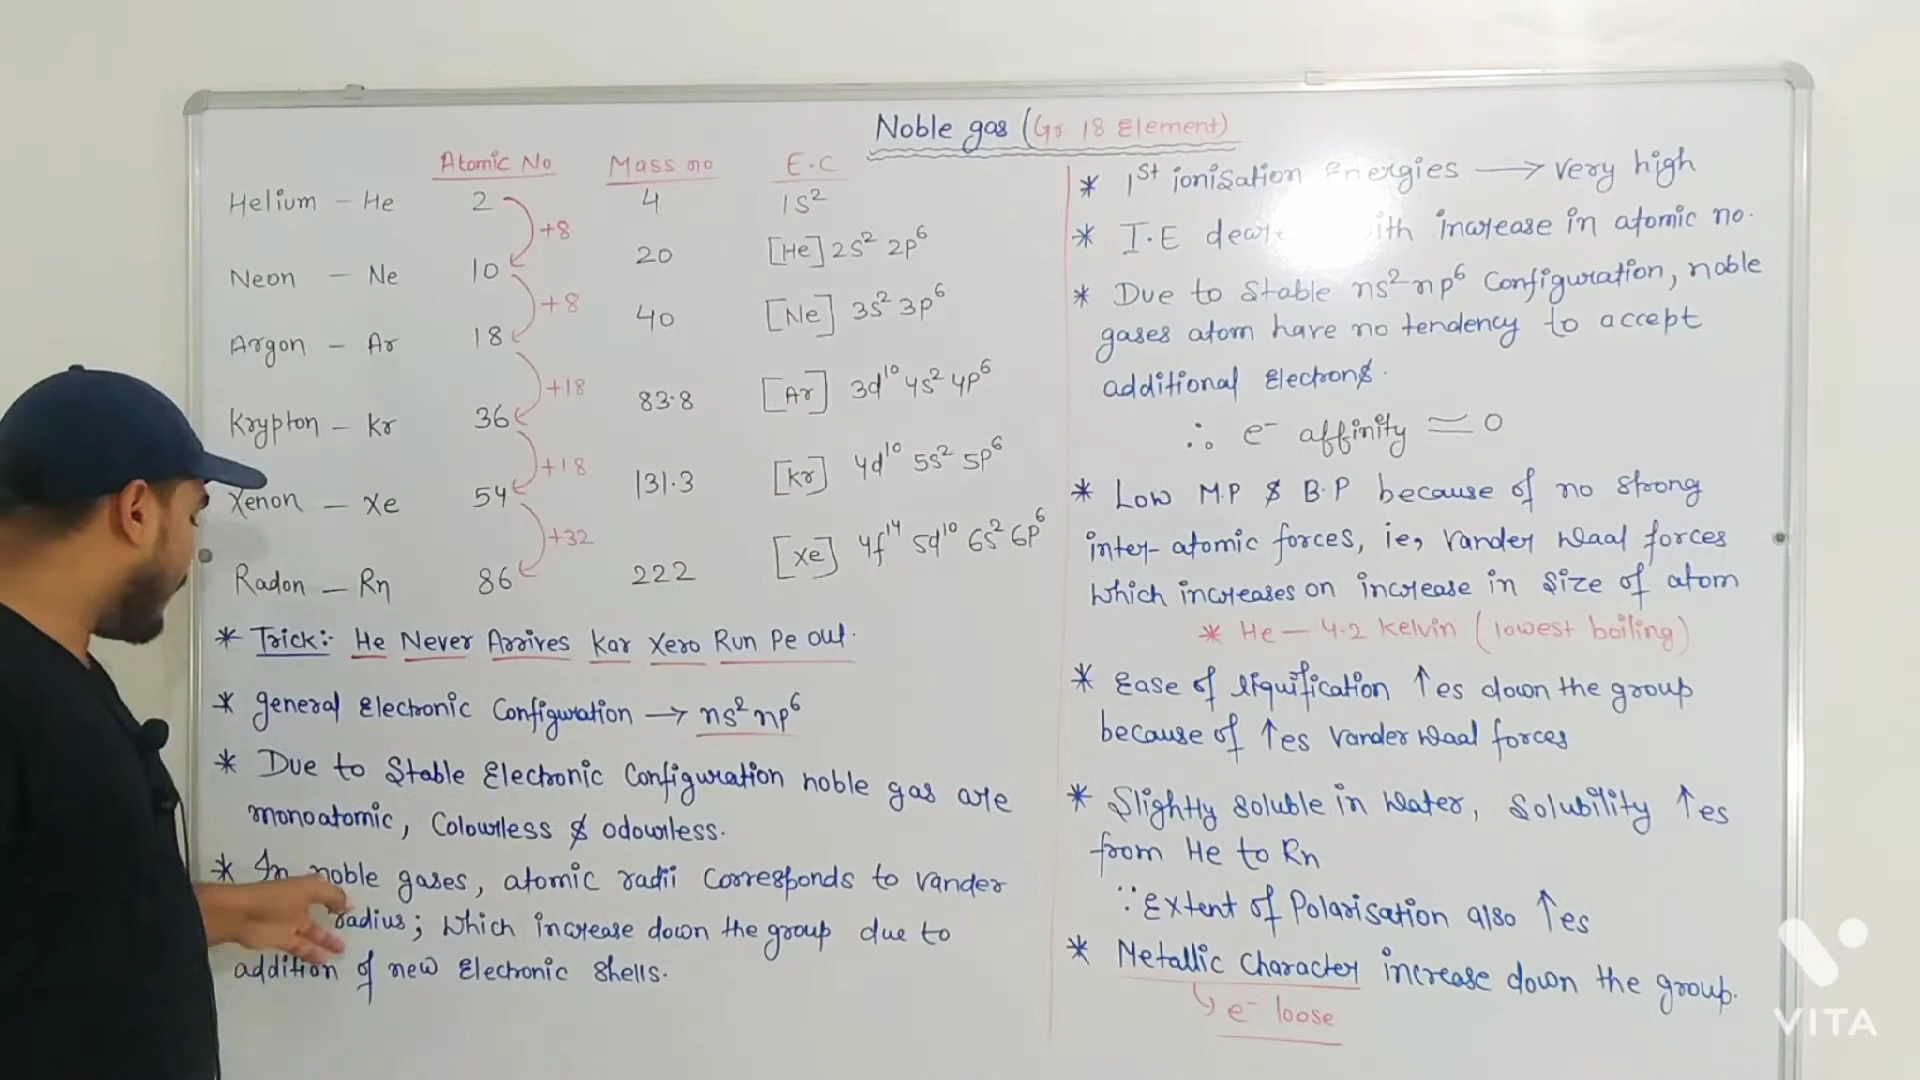 Noble gas (Gr. 18 Element)
Atomic No Mass no E.C
Helium - He 2 4 1s²
+8
Neon - Ne 10 20 [He] 2s² 2p⁶
+8
Argon - Ar 18 40 [Ne] 3s² 3p⁶
+18
Krypton - Kr 36 83.8 [Ar] 3d¹⁰ 4s² 4p⁶
+18
Xenon - Xe 54 131.3 [Kr] 4d¹⁰ 5s² 5p⁶
+32
Radon - Rn 86 222 [Xe] 4f¹⁴ 5d¹⁰ 6s² 6p⁶
* Trick:- He Never Arrives Kar Xero Run Pe out.
* general Electronic Configuration → ns² np⁶
* Due to Stable Electronic Configuration noble gas are
monoatomic, Colourless & odourless.
* In noble gases, atomic radii Corresponds to vander
radius; which increase down the group due to
addition of new Electronic Shells.
* 1st ionisation Energies → very high
* I.E with increase in atomic no.
* Due to Stable ns² np⁶ Configuration, noble
gases atom have no tendency to accept
additional Electrons.
∴ e⁻ affinity ≃ 0
* Low M.P & B.P because of no strong
inter-atomic forces, ie, vander waal forces
which increases on increase in size of atom
* He - 4.2 Kelvin (lowest boiling)
* Ease of liquification ↑es down the group
because of ↑es vander waal forces
* Slightly soluble in water, Solubility ↑es
from He to Rn
∵ Extent of Polarisation also ↑es
* Metallic Character increase down the group.
↳ e⁻ loose
VITA